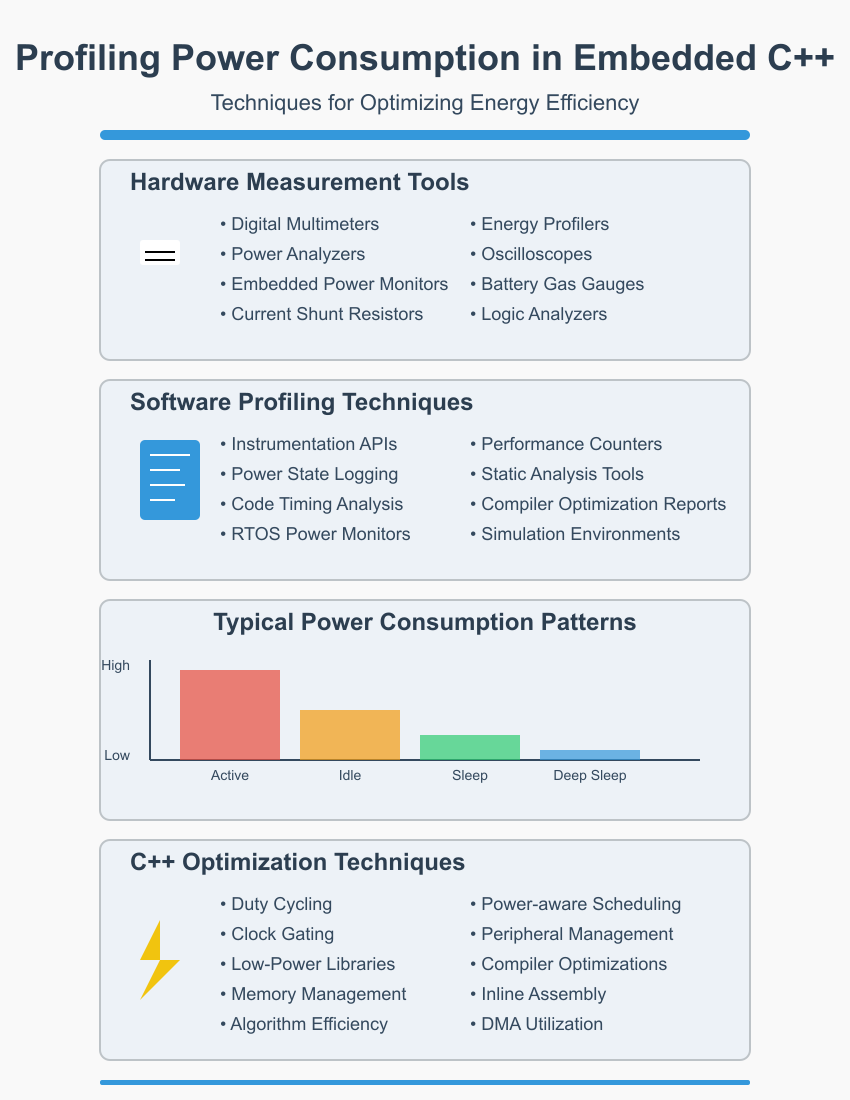 Profiling Power Consumption in Embedded C++
Techniques for Optimizing Energy Efficiency
Hardware Measurement Tools
• Digital Multimeters
• Power Analyzers
• Embedded Power Monitors
• Current Shunt Resistors
• Energy Profilers
• Oscilloscopes
• Battery Gas Gauges
• Logic Analyzers
Software Profiling Techniques
• Instrumentation APIs
• Power State Logging
• Code Timing Analysis
• RTOS Power Monitors
• Performance Counters
• Static Analysis Tools
• Compiler Optimization Reports
• Simulation Environments
Typical Power Consumption Patterns
High
Low
Active
Idle
Sleep
Deep Sleep
C++ Optimization Techniques
• Duty Cycling
• Clock Gating
• Low-Power Libraries
• Memory Management
• Algorithm Efficiency
• Power-aware Scheduling
• Peripheral Management
• Compiler Optimizations
• Inline Assembly
• DMA Utilization